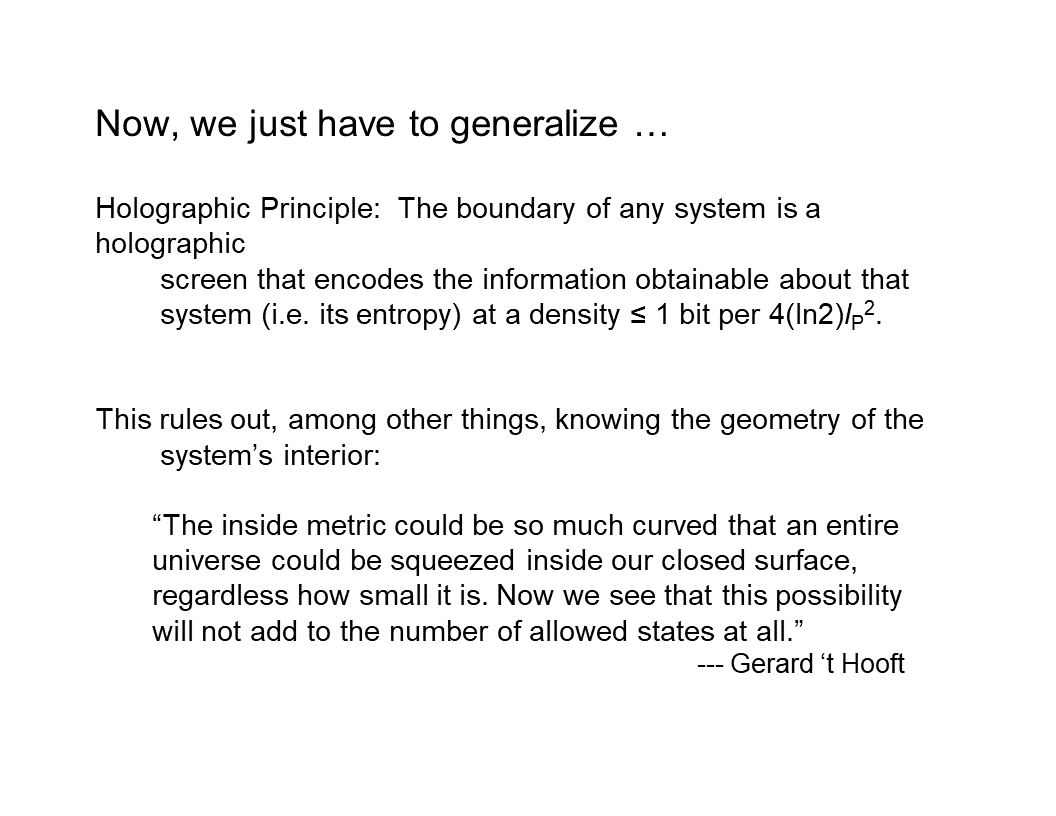 Now, we just have to generalize …
Holographic Principle:  The boundary of any system is a
holographic
screen that encodes the information obtainable about that
system (i.e. its entropy) at a density ≤ 1 bit per 4(ln2)lP².
This rules out, among other things, knowing the geometry of the
system’s interior:
“The inside metric could be so much curved that an entire
universe could be squeezed inside our closed surface,
regardless how small it is. Now we see that this possibility
will not add to the number of allowed states at all.”
--- Gerard ‘t Hooft